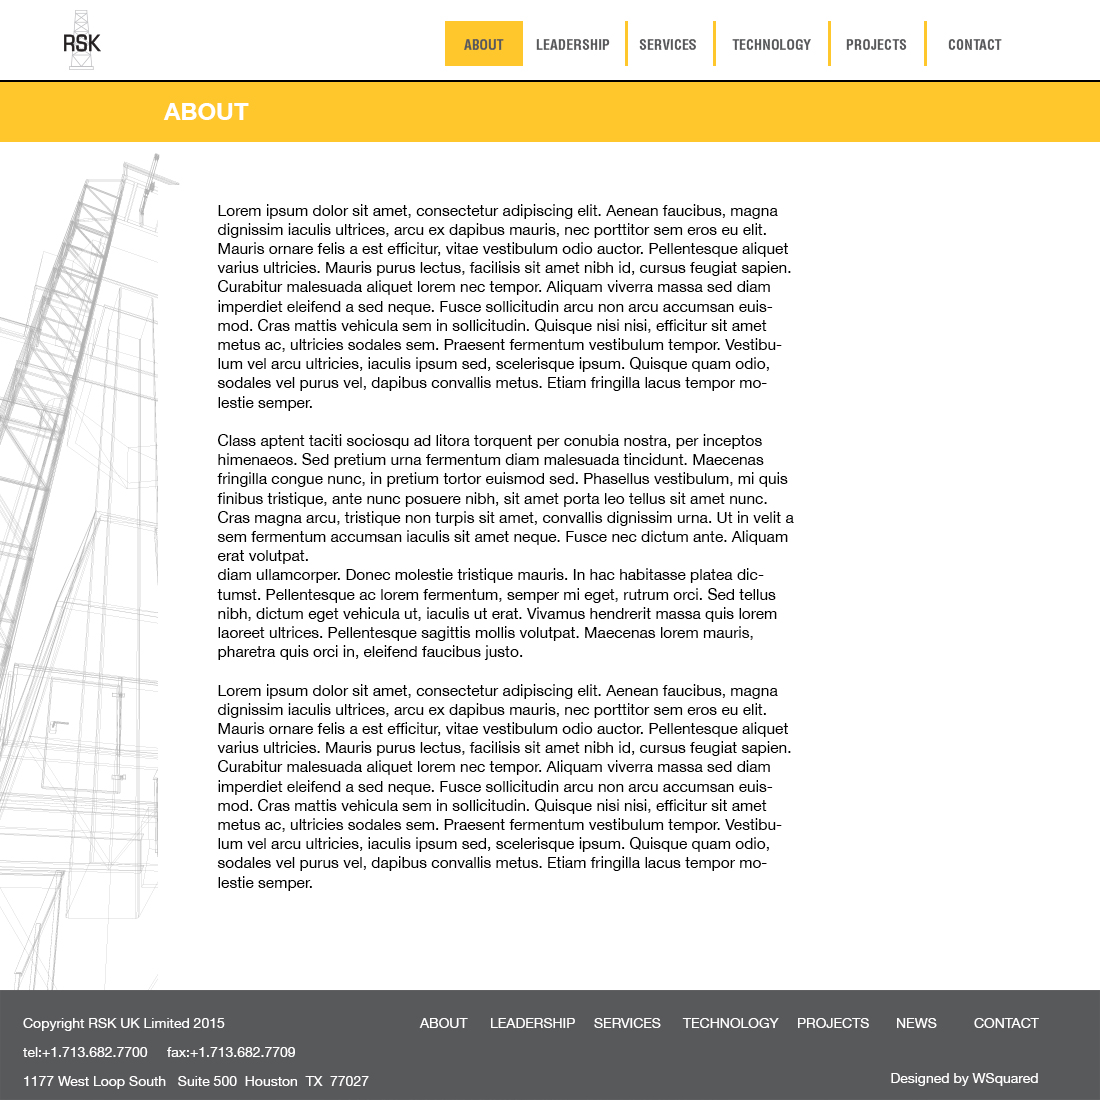 RSK
ABOUT LEADERSHIP SERVICES TECHNOLOGY PROJECTS CONTACT
ABOUT
Lorem ipsum dolor sit amet, consectetur adipiscing elit. Aenean faucibus, magna
dignissim iaculis ultrices, arcu ex dapibus mauris, nec porttitor sem eros eu elit.
Mauris ornare felis a est efficitur, vitae vestibulum odio auctor. Pellentesque aliquet
varius ultricies. Mauris purus lectus, facilisis sit amet nibh id, cursus feugiat sapien.
Curabitur malesuada aliquet lorem nec tempor. Aliquam viverra massa sed diam
imperdiet eleifend a sed neque. Fusce sollicitudin arcu non arcu accumsan euis-
mod. Cras mattis vehicula sem in sollicitudin. Quisque nisi nisi, efficitur sit amet
metus ac, ultricies sodales sem. Praesent fermentum vestibulum tempor. Vestibu-
lum vel arcu ultricies, iaculis ipsum sed, scelerisque ipsum. Quisque quam odio,
sodales vel purus vel, dapibus convallis metus. Etiam fringilla lacus tempor mo-
lestie semper.
Class aptent taciti sociosqu ad litora torquent per conubia nostra, per inceptos
himenaeos. Sed pretium urna fermentum diam malesuada tincidunt. Maecenas
fringilla congue nunc, in pretium tortor euismod sed. Phasellus vestibulum, mi quis
finibus tristique, ante nunc posuere nibh, sit amet porta leo tellus sit amet nunc.
Cras magna arcu, tristique non turpis sit amet, convallis dignissim urna. Ut in velit a
sem fermentum accumsan iaculis sit amet neque. Fusce nec dictum ante. Aliquam
erat volutpat.
diam ullamcorper. Donec molestie tristique mauris. In hac habitasse platea dic-
tumst. Pellentesque ac lorem fermentum, semper mi eget, rutrum orci. Sed tellus
nibh, dictum eget vehicula ut, iaculis ut erat. Vivamus hendrerit massa quis lorem
laoreet ultrices. Pellentesque sagittis mollis volutpat. Maecenas lorem mauris,
pharetra quis orci in, eleifend faucibus justo.
Lorem ipsum dolor sit amet, consectetur adipiscing elit. Aenean faucibus, magna
dignissim iaculis ultrices, arcu ex dapibus mauris, nec porttitor sem eros eu elit.
Mauris ornare felis a est efficitur, vitae vestibulum odio auctor. Pellentesque aliquet
varius ultricies. Mauris purus lectus, facilisis sit amet nibh id, cursus feugiat sapien.
Curabitur malesuada aliquet lorem nec tempor. Aliquam viverra massa sed diam
imperdiet eleifend a sed neque. Fusce sollicitudin arcu non arcu accumsan euis-
mod. Cras mattis vehicula sem in sollicitudin. Quisque nisi nisi, efficitur sit amet
metus ac, ultricies sodales sem. Praesent fermentum vestibulum tempor. Vestibu-
lum vel arcu ultricies, iaculis ipsum sed, scelerisque ipsum. Quisque quam odio,
sodales vel purus vel, dapibus convallis metus. Etiam fringilla lacus tempor mo-
lestie semper.
Copyright RSK UK Limited 2015
tel:+1.713.682.7700 fax:+1.713.682.7709
1177 West Loop South Suite 500 Houston TX 77027
ABOUT LEADERSHIP SERVICES TECHNOLOGY PROJECTS NEWS CONTACT
Designed by WSquared